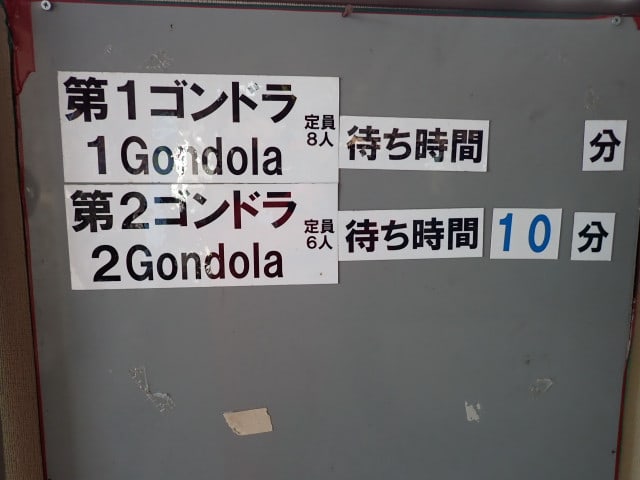 第1ゴンドラ
1Gondola
定員
8人
待ち時間
分
第2ゴンドラ
2Gondola
定員
6人
待ち時間
10
分